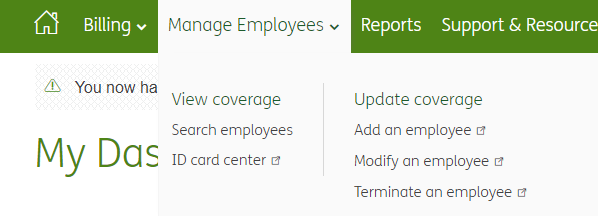 Billing Manage Employees Reports Support & Resource
You now ha
My Das
View coverage
Search employees
ID card center
Update coverage
Add an employee
Modify an employee
Terminate an employee